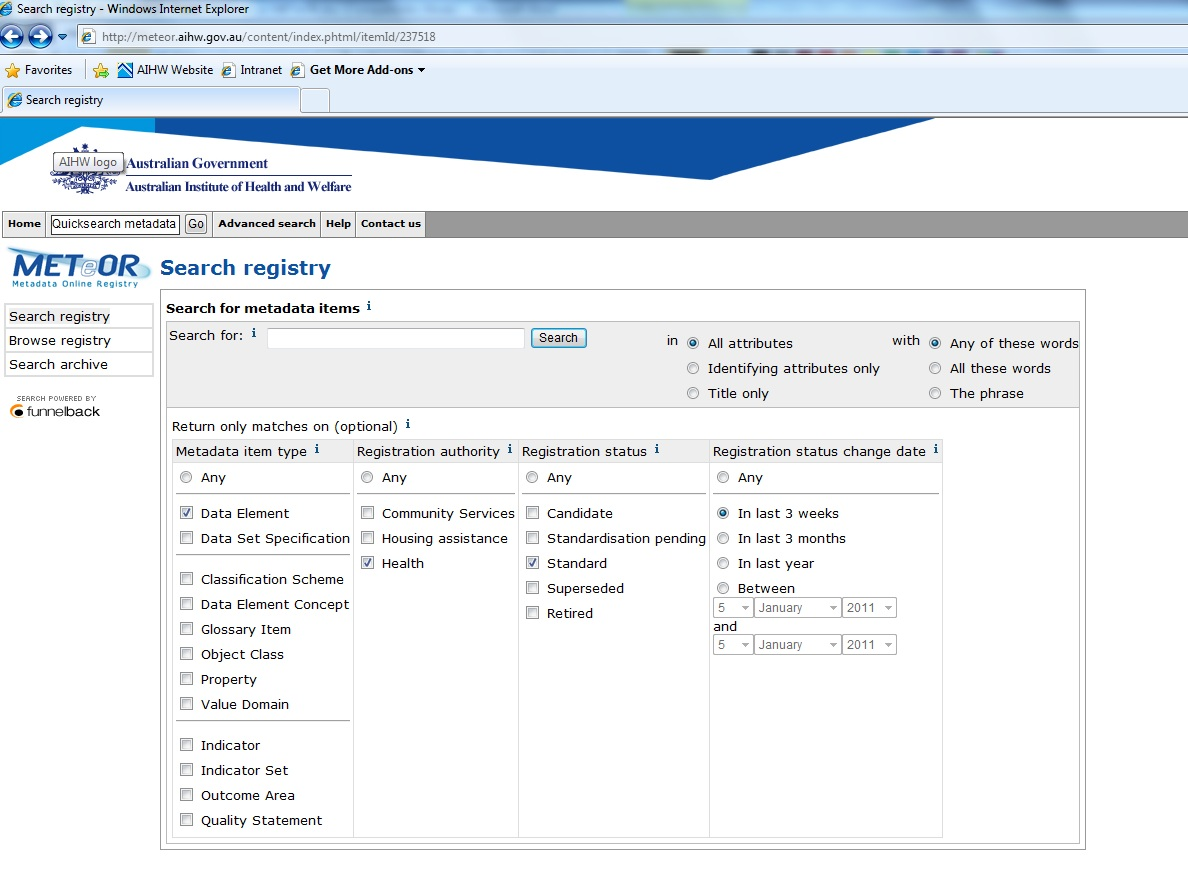 Search registry - Windows Internet Explorer
http://meteor.aihw.gov.au/content/index.phtml/itemId/237518
Favorites AIHW Website Intranet Get More Add-ons
Search registry
AIHW logo
Australian Government
Australian Institute of Health and Welfare
Home Quicksearch metadata Go Advanced search Help Contact us
METeOR
Metadata Online Registry
Search registry
Search registry
Browse registry
Search archive
SEARCH POWERED BY
funnelback
Search for metadata items i
Search for: i Search in All attributes with Any of these words
Identifying attributes only All these words
Title only The phrase
Return only matches on (optional) i
Metadata item type i Registration authority i Registration status i Registration status change date i
Any Any Any Any
Data Element Community Services Candidate In last 3 weeks
Data Set Specification Housing assistance Standardisation pending In last 3 months
Health Standard In last year
Classification Scheme Superseded Between
Data Element Concept Retired 5 January 2011
Glossary Item and
Object Class 5 January 2011
Property
Value Domain
Indicator
Indicator Set
Outcome Area
Quality Statement